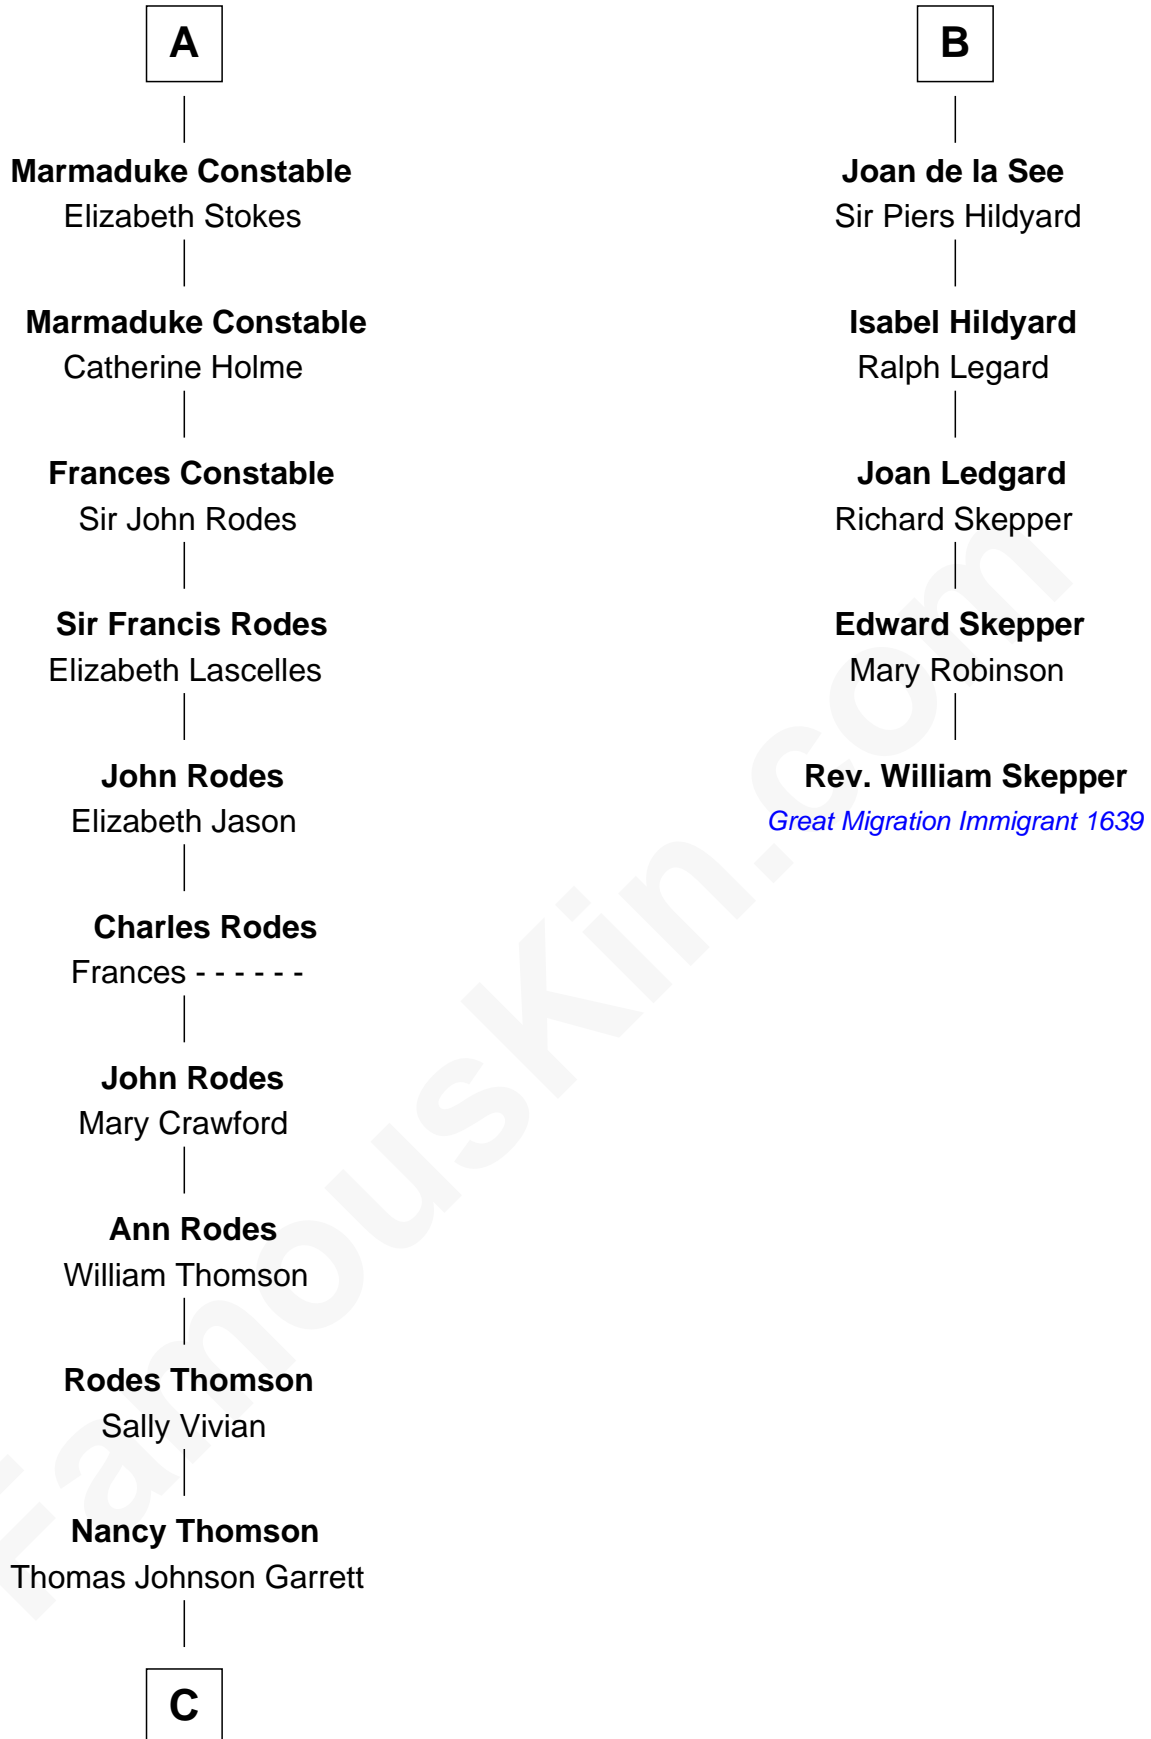 A
Marmaduke Constable
Elizabeth Stokes
Marmaduke Constable
Catherine Holme
Frances Constable
Sir John Rodes
Sir Francis Rodes
Elizabeth Lascelles
John Rodes
Elizabeth Jason
Charles Rodes
Frances - - - - - -
John Rodes
Mary Crawford
Ann Rodes
William Thomson
Rodes Thomson
Sally Vivian
Nancy Thomson
Thomas Johnson Garrett
C
B
Joan de la See
Sir Piers Hildyard
Isabel Hildyard
Ralph Legard
Joan Ledgard
Richard Skepper
Edward Skepper
Mary Robinson
Rev. William Skepper
Great Migration Immigrant 1639
FamousKin.com